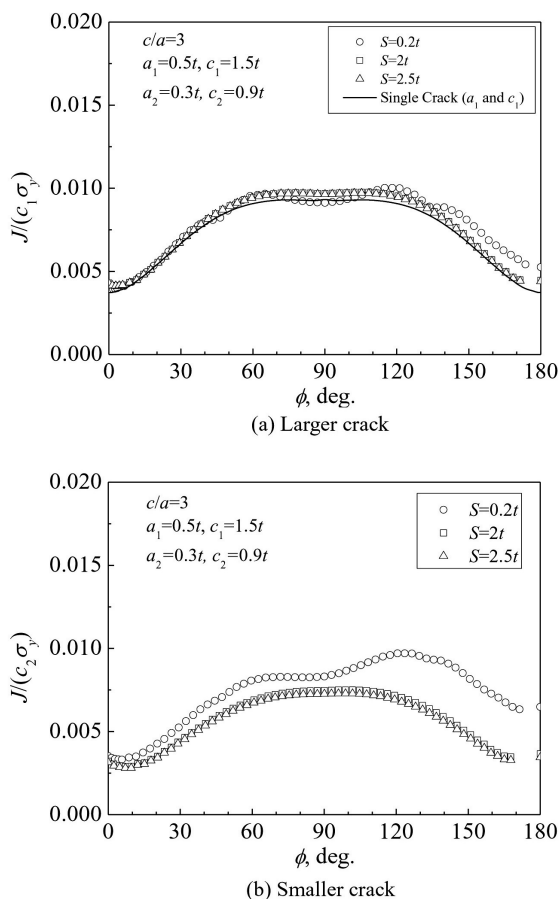 0.020
0.015
0.010
0.005
0.000
J/(c₁σy)
c/a=3
a₁=0.5t, c₁=1.5t
a₂=0.3t, c₂=0.9t
S=0.2t
S=2t
S=2.5t
Single Crack (a₁ and c₁)
0 30 60 90 120 150 180
ϕ, deg.
(a) Larger crack
0.020
0.015
0.010
0.005
0.000
J/(c₂σy)
c/a=3
a₁=0.5t, c₁=1.5t
a₂=0.3t, c₂=0.9t
S=0.2t
S=2t
S=2.5t
0 30 60 90 120 150 180
ϕ, deg.
(b) Smaller crack